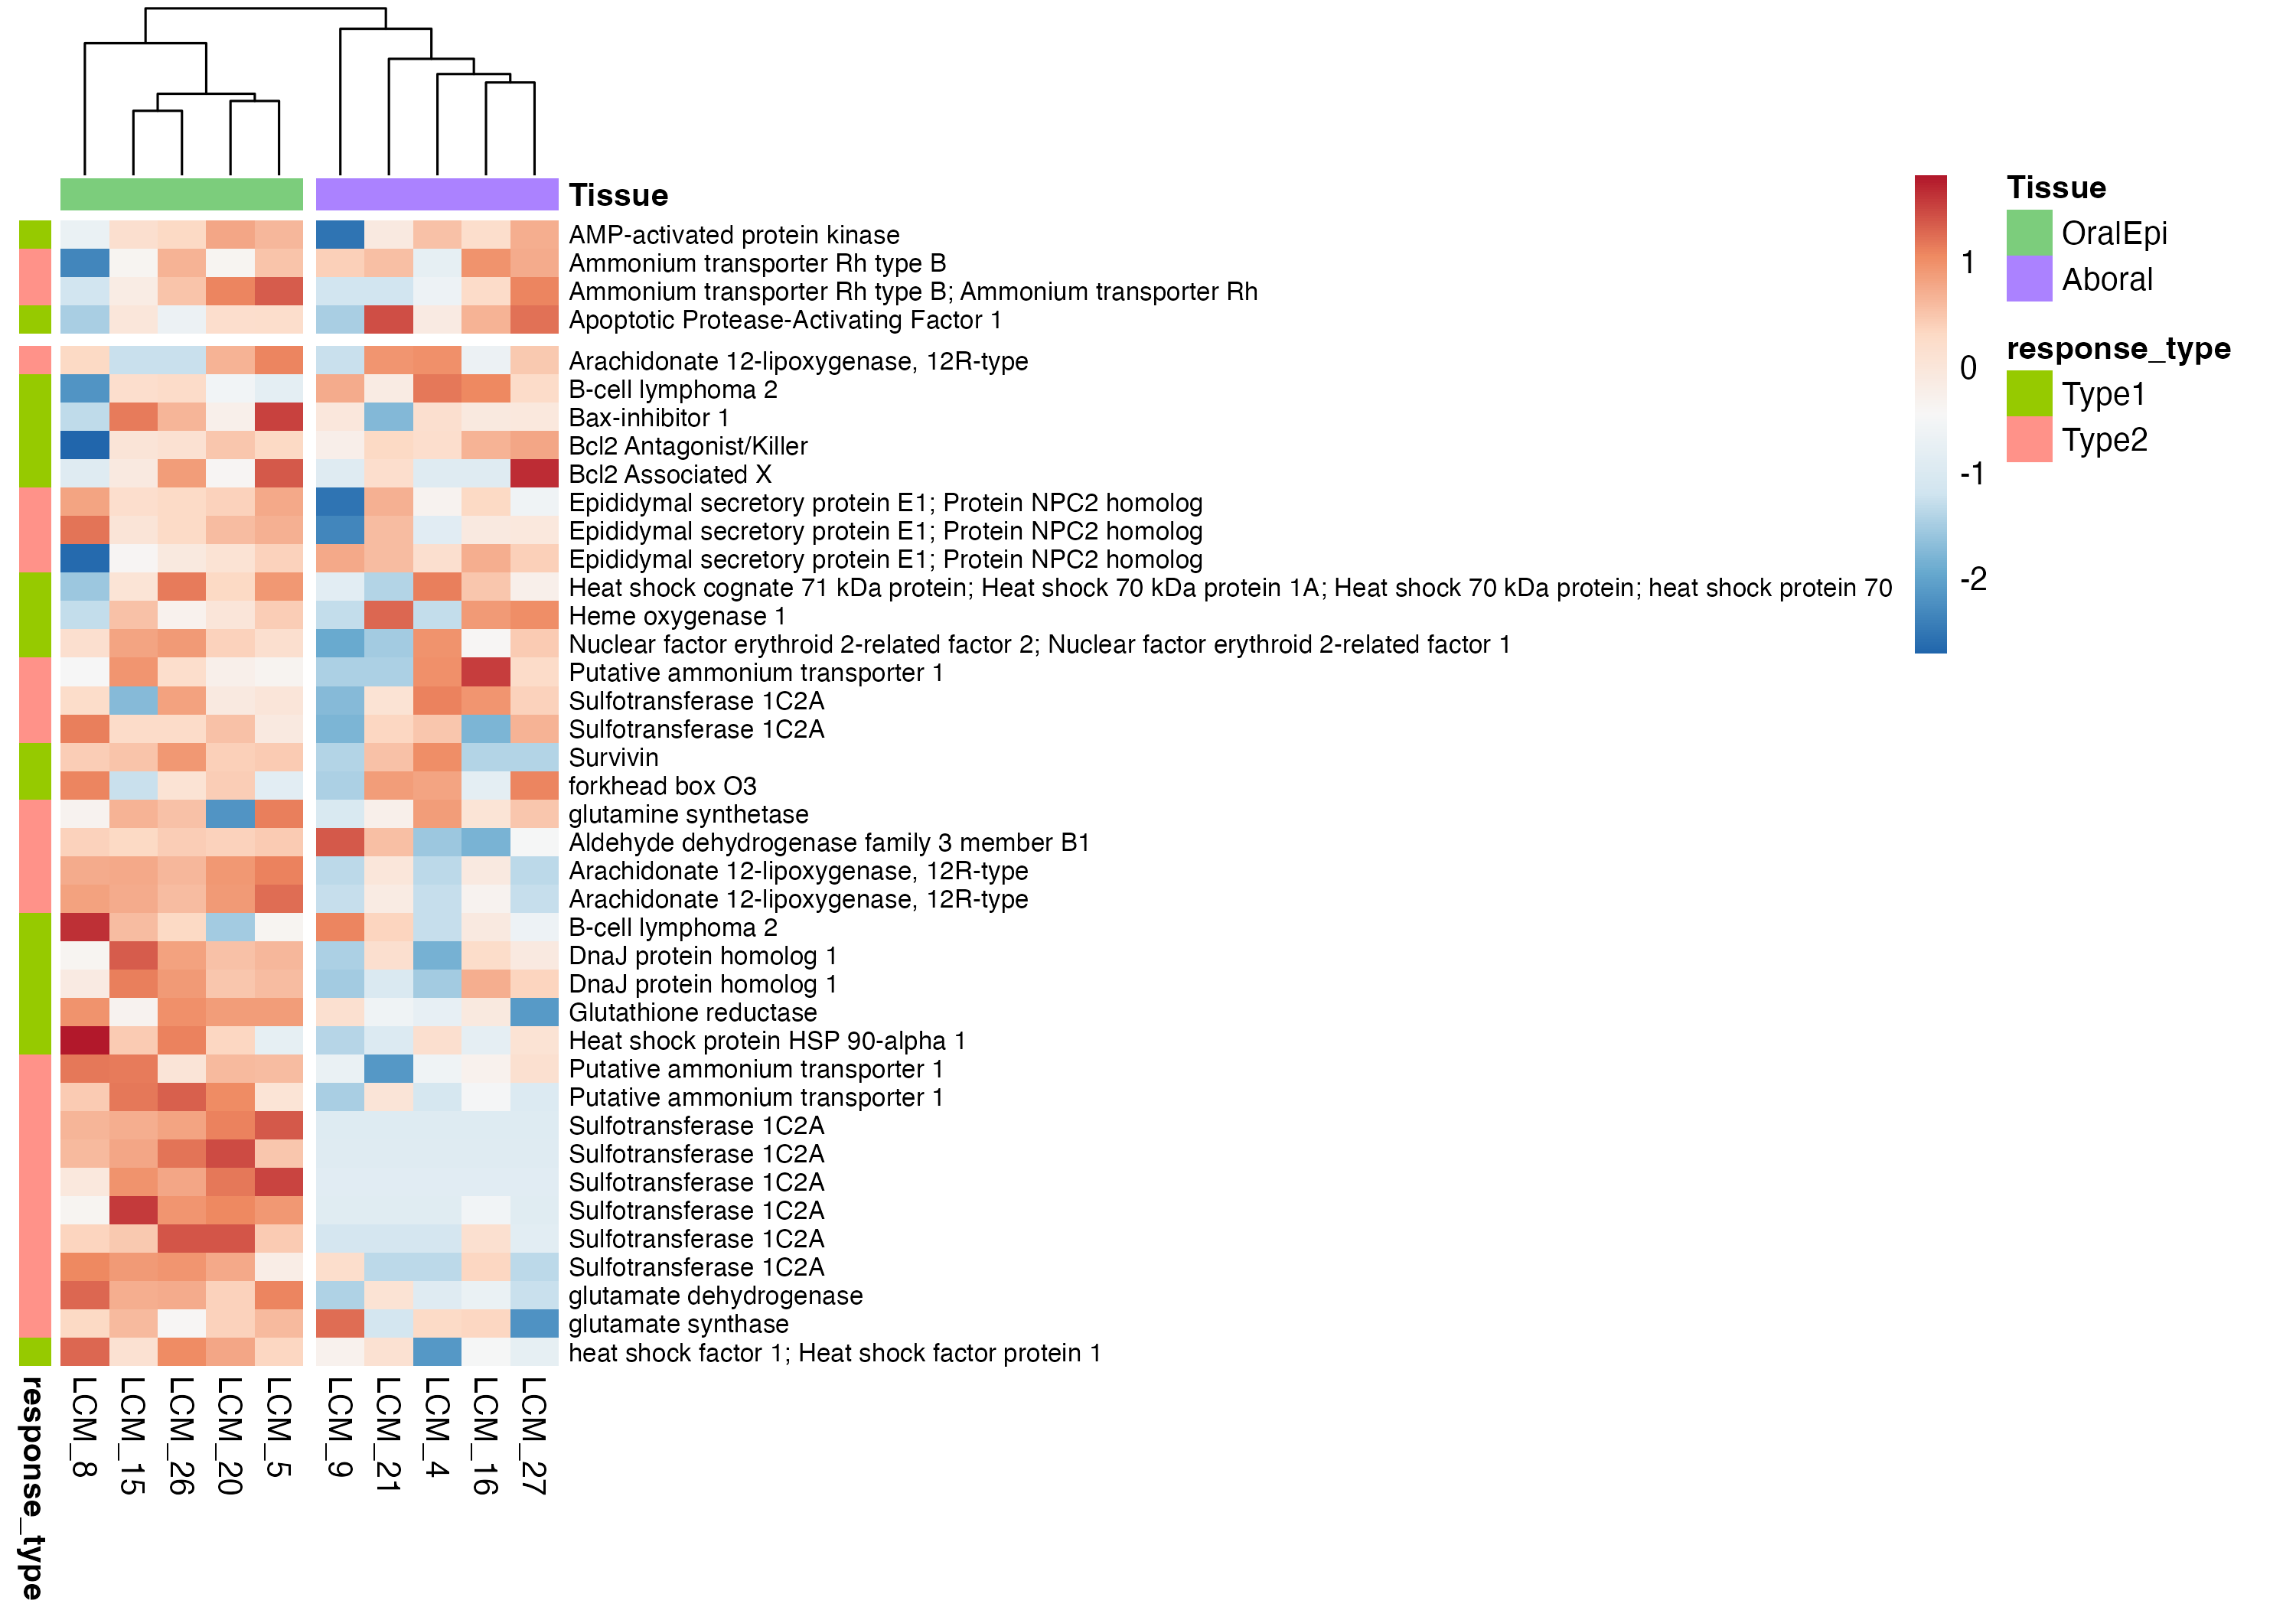 Tissue
AMP-activated protein kinase
Ammonium transporter Rh type B
Ammonium transporter Rh type B; Ammonium transporter Rh
Apoptotic Protease-Activating Factor 1
Arachidonate 12-lipoxygenase, 12R-type
B-cell lymphoma 2
Bax-inhibitor 1
Bcl2 Antagonist/Killer
Bcl2 Associated X
Epididymal secretory protein E1; Protein NPC2 homolog
Epididymal secretory protein E1; Protein NPC2 homolog
Epididymal secretory protein E1; Protein NPC2 homolog
Heat shock cognate 71 kDa protein; Heat shock 70 kDa protein 1A; Heat shock 70 kDa protein; heat shock protein 70
Heme oxygenase 1
Nuclear factor erythroid 2-related factor 2; Nuclear factor erythroid 2-related factor 1
Putative ammonium transporter 1
Sulfotransferase 1C2A
Sulfotransferase 1C2A
Survivin
forkhead box O3
glutamine synthetase
Aldehyde dehydrogenase family 3 member B1
Arachidonate 12-lipoxygenase, 12R-type
Arachidonate 12-lipoxygenase, 12R-type
B-cell lymphoma 2
DnaJ protein homolog 1
DnaJ protein homolog 1
Glutathione reductase
Heat shock protein HSP 90-alpha 1
Putative ammonium transporter 1
Putative ammonium transporter 1
Sulfotransferase 1C2A
Sulfotransferase 1C2A
Sulfotransferase 1C2A
Sulfotransferase 1C2A
Sulfotransferase 1C2A
Sulfotransferase 1C2A
glutamate dehydrogenase
glutamate synthase
heat shock factor 1; Heat shock factor protein 1
response_type
LCM_8
LCM_15
LCM_26
LCM_20
LCM_5
LCM_9
LCM_21
LCM_4
LCM_16
LCM_27
1
0
-1
-2
Tissue
OralEpi
Aboral
response_type
Type1
Type2